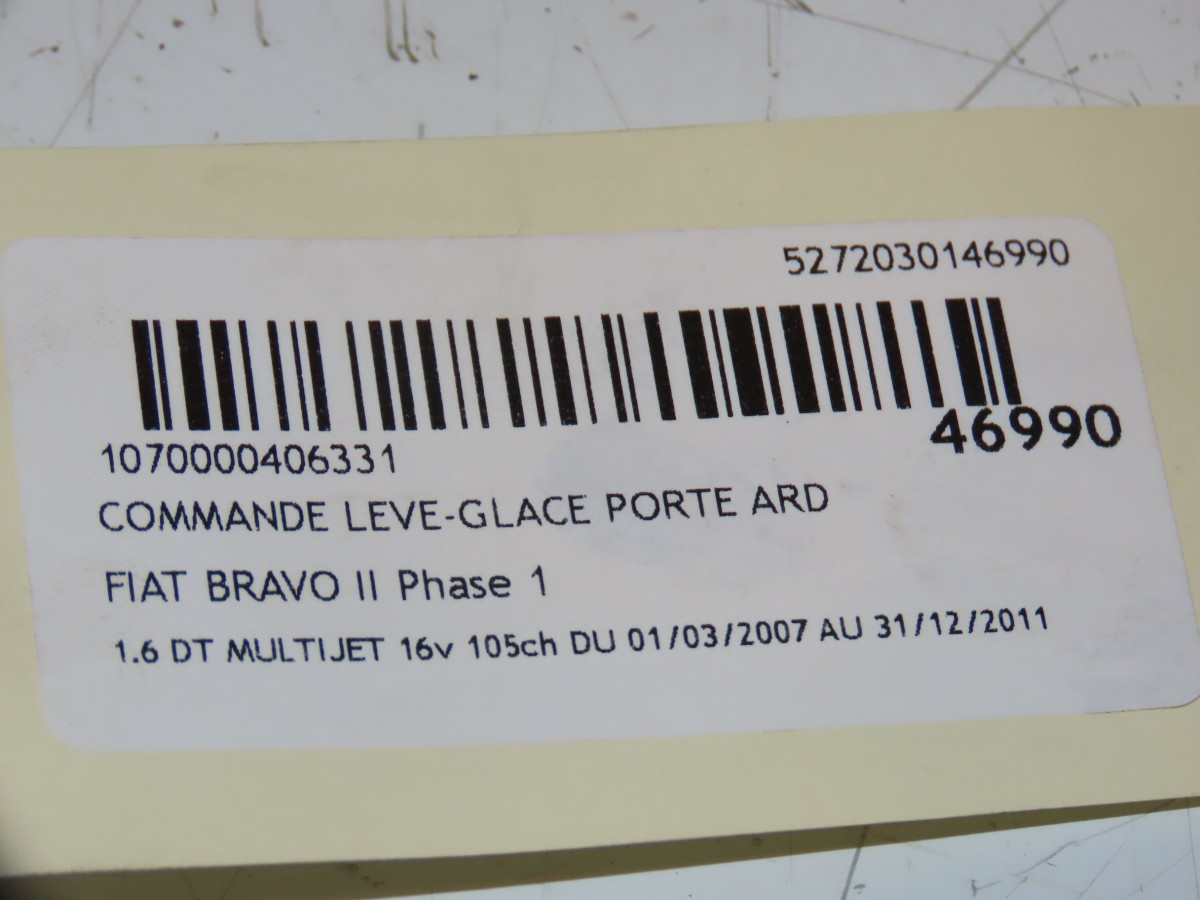 5272030146990
46990
1070000406331
COMMANDE LEVE-GLACE PORTE ARD
FIAT BRAVO II Phase 1
1.6 DT MULTIJET 16v 105ch DU 01/03/2007 AU 31/12/2011